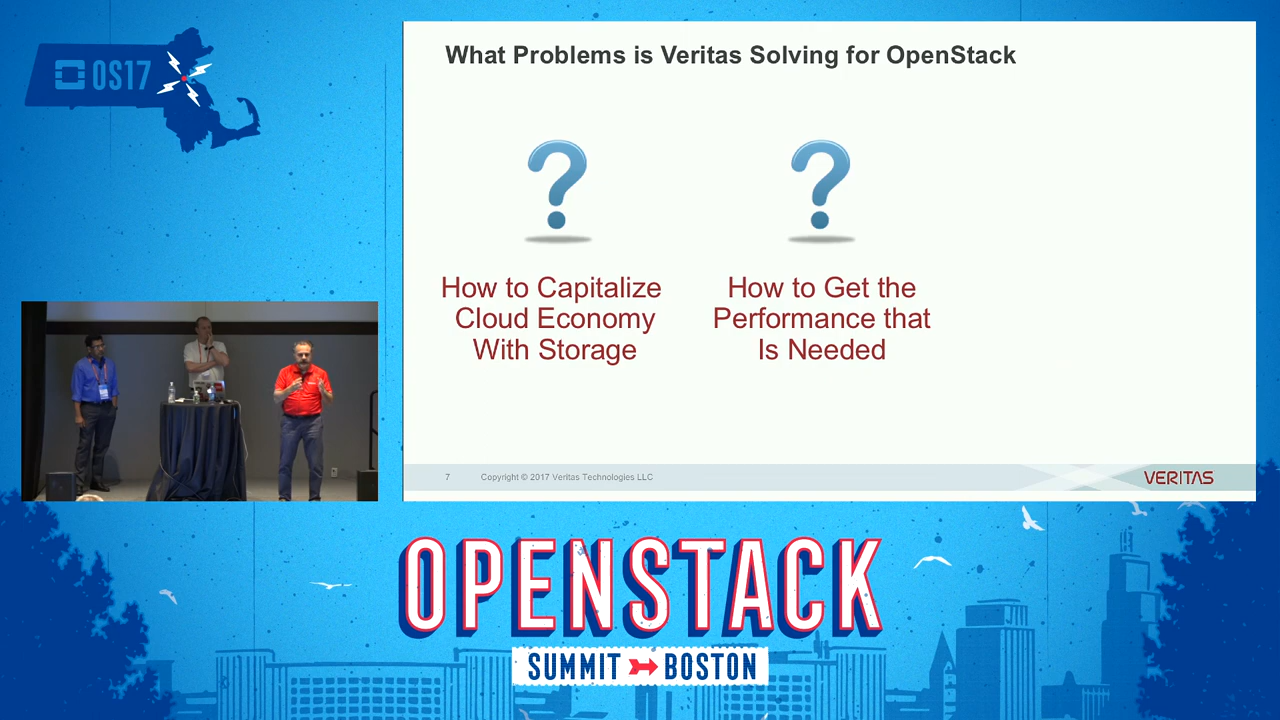 OS17
What Problems is Veritas Solving for OpenStack
?
?
How to Capitalize
Cloud Economy
With Storage
How to Get the
Performance that
Is Needed
7
Copyright © 2017 Veritas Technologies LLC
VERITAS
OPENSTACK
SUMMIT BOSTON